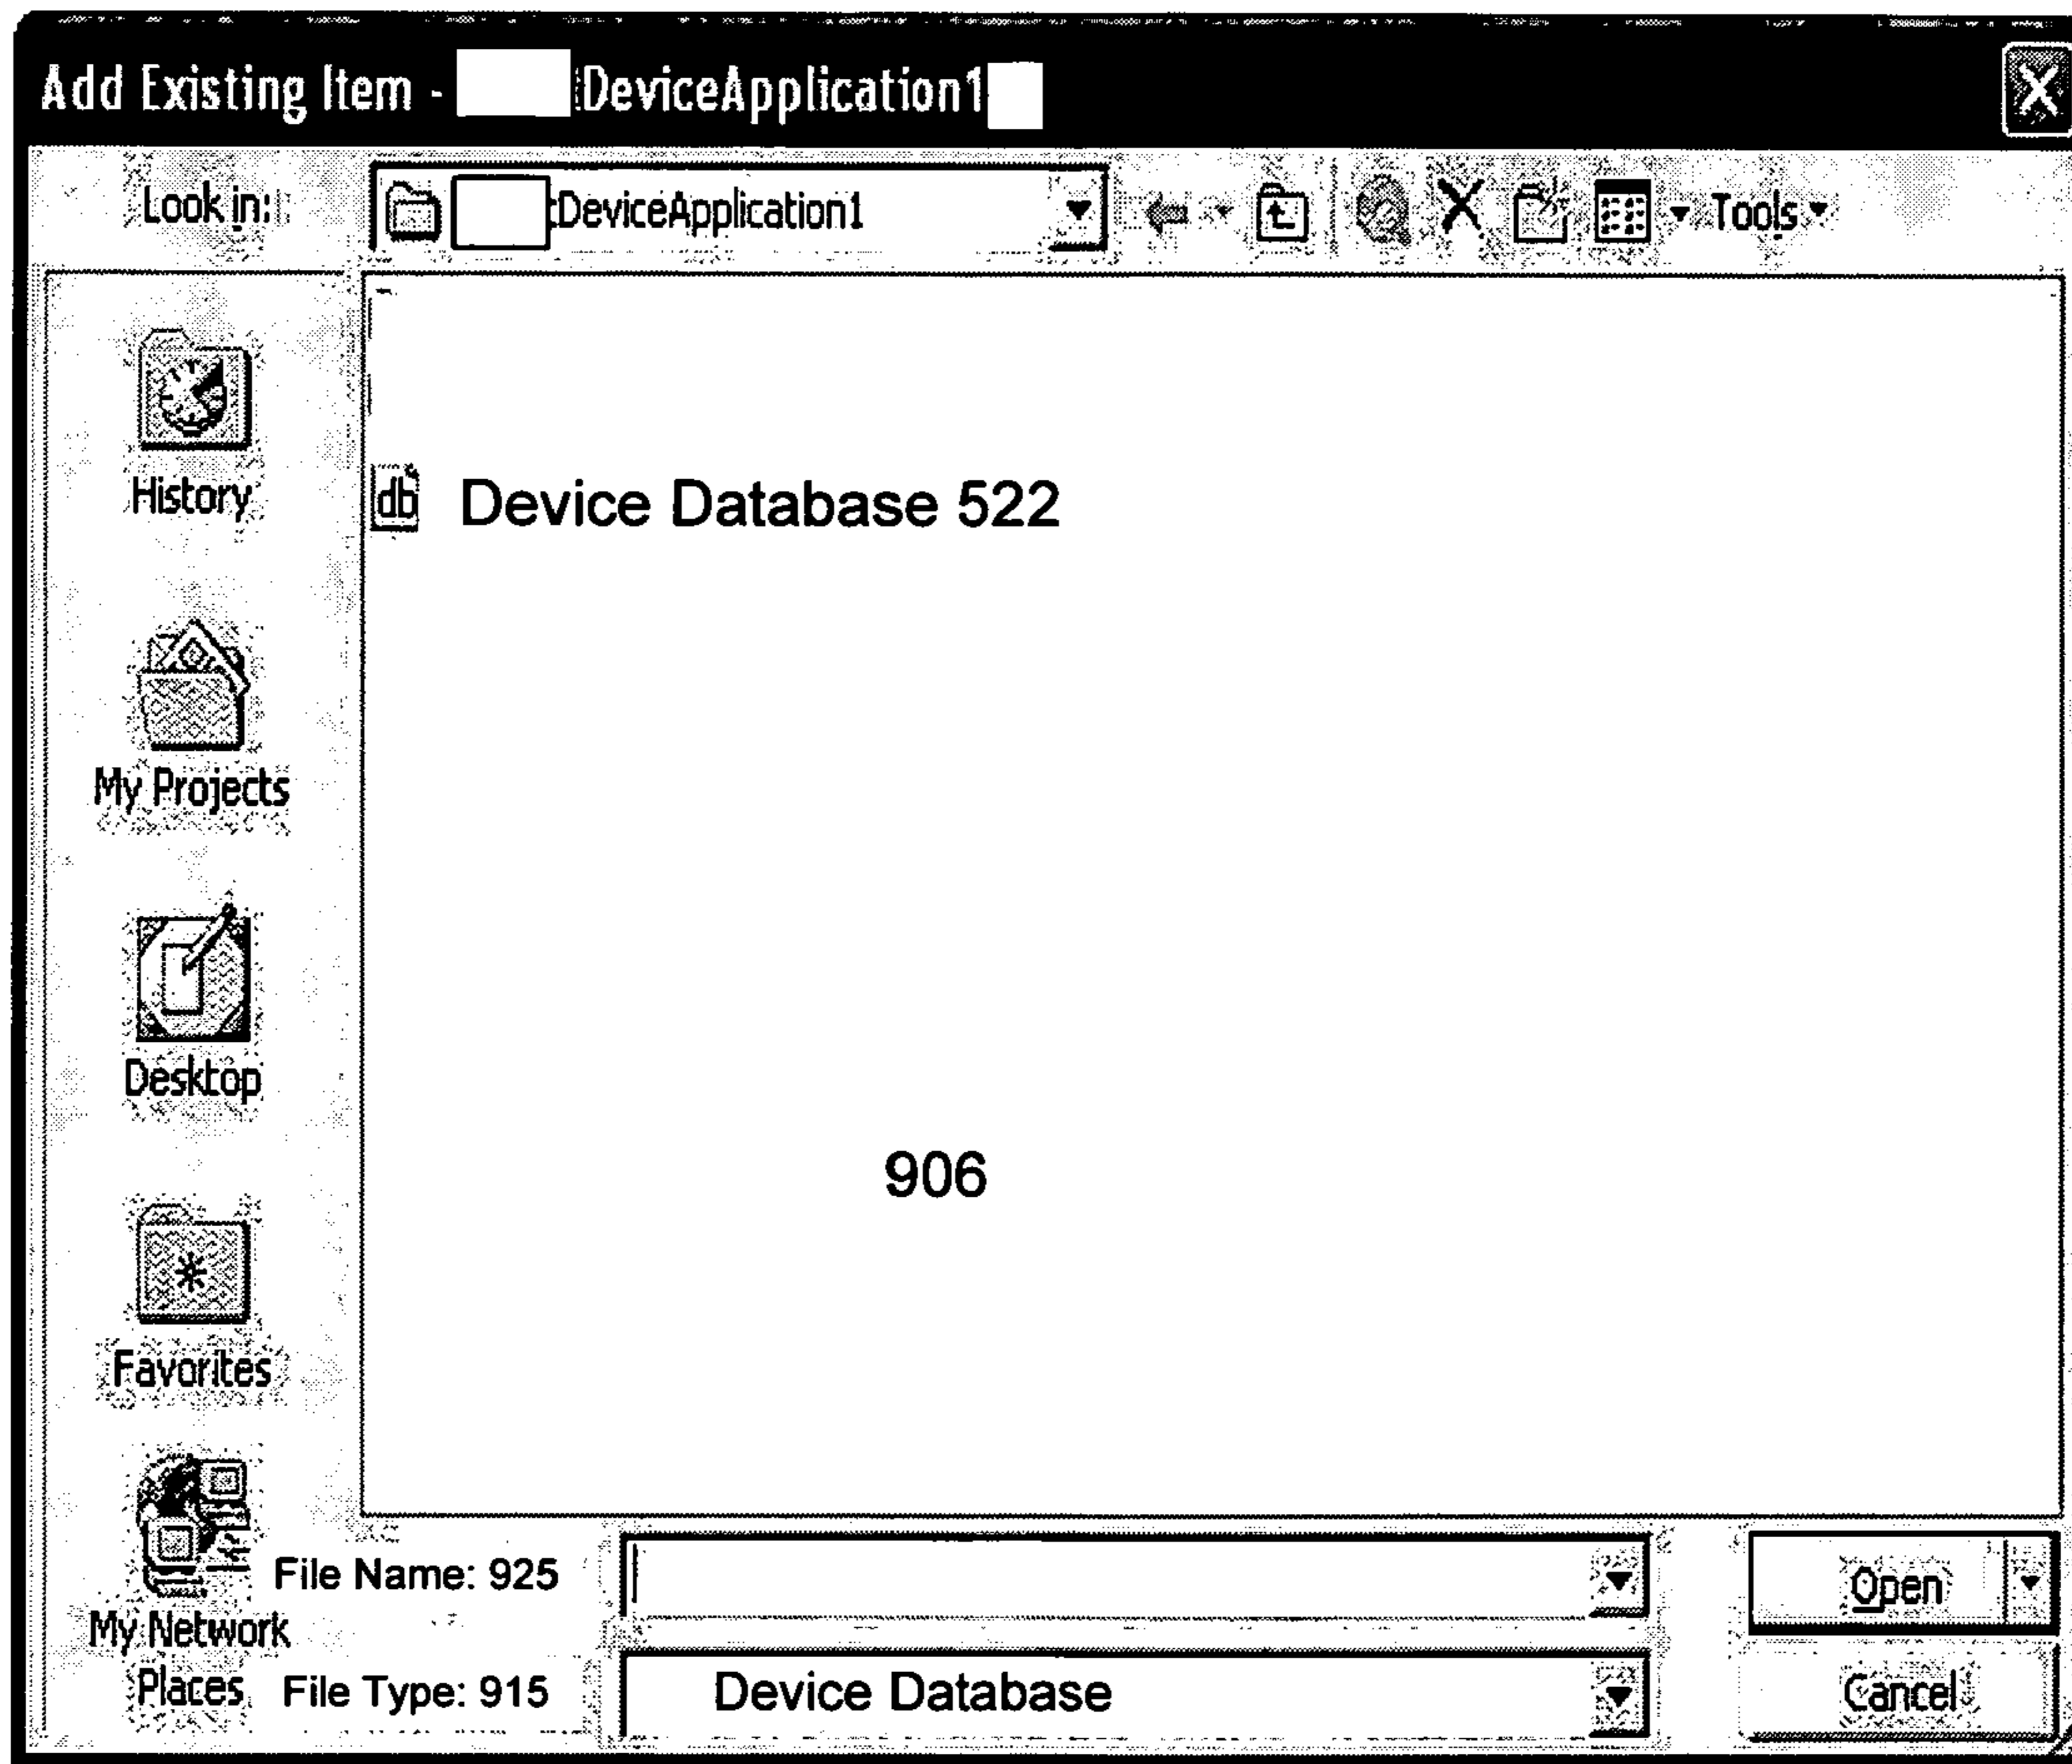 Add Existing Item - DeviceApplication1
Look in: DeviceApplication1 Tools
History
db Device Database 522
My Projects
Desktop
906
Favorites
My Network
Places
File Name: 925
Open
File Type: 915 Device Database
Cancel